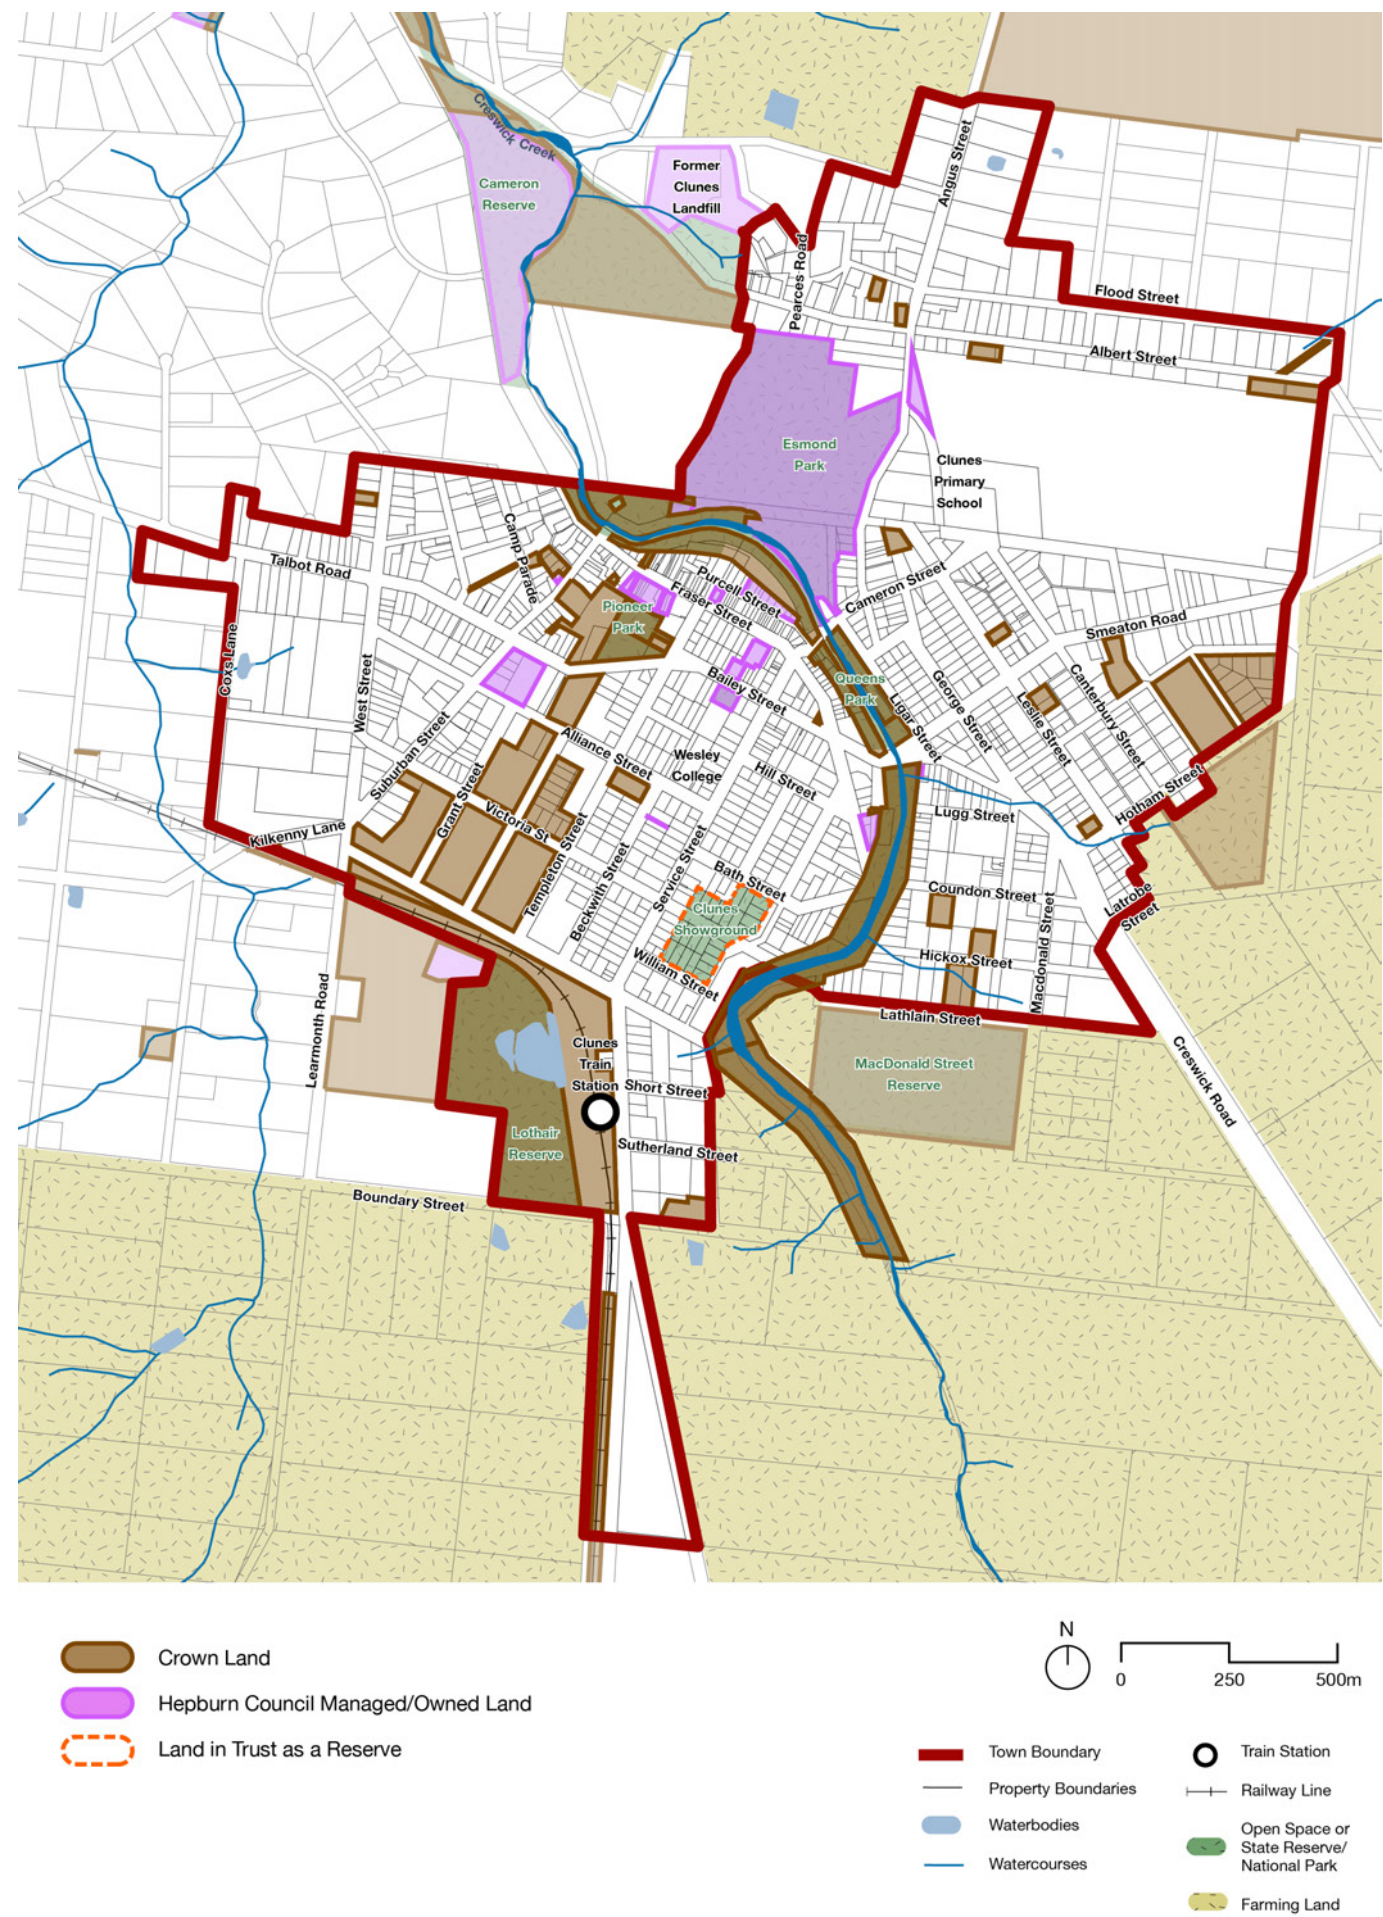 Creswick Creek
Cameron
Reserve
Former
Clunes
Landfill
Angus Street
Pearces Road
Flood Street
Albert Street
Esmond
Park
Clunes
Primary
School
Talbot Road
Camp Parade
Purcell Street
Fraser Street
Pioneer
Park
Cameron Street
Smeaton Road
Coxs Lane
West Street
Bailey Street
Queens
Park
Ligar Street
George Street
Leslie Street
Canterbury Street
Suburban Street
Alliance Street
Wesley
College
Hill Street
Grant Street
Victoria St
Templeton Street
Beckwith Street
Service Street
Lugg Street
Hotham Street
Kilkenny Lane
Bath Street
Clunes
Showground
Coundon Street
Macdonald Street
Latrobe
Street
Hickox Street
William Street
Learmonth Road
Lathlain Street
Clunes
Train
Station
Short Street
MacDonald Street
Reserve
Creswick Road
Lothair
Reserve
Sutherland Street
Boundary Street
Crown Land
Hepburn Council Managed/Owned Land
Land in Trust as a Reserve
N
0 250 500m
Town Boundary
Property Boundaries
Waterbodies
Watercourses
Train Station
Railway Line
Open Space or
State Reserve/
National Park
Farming Land